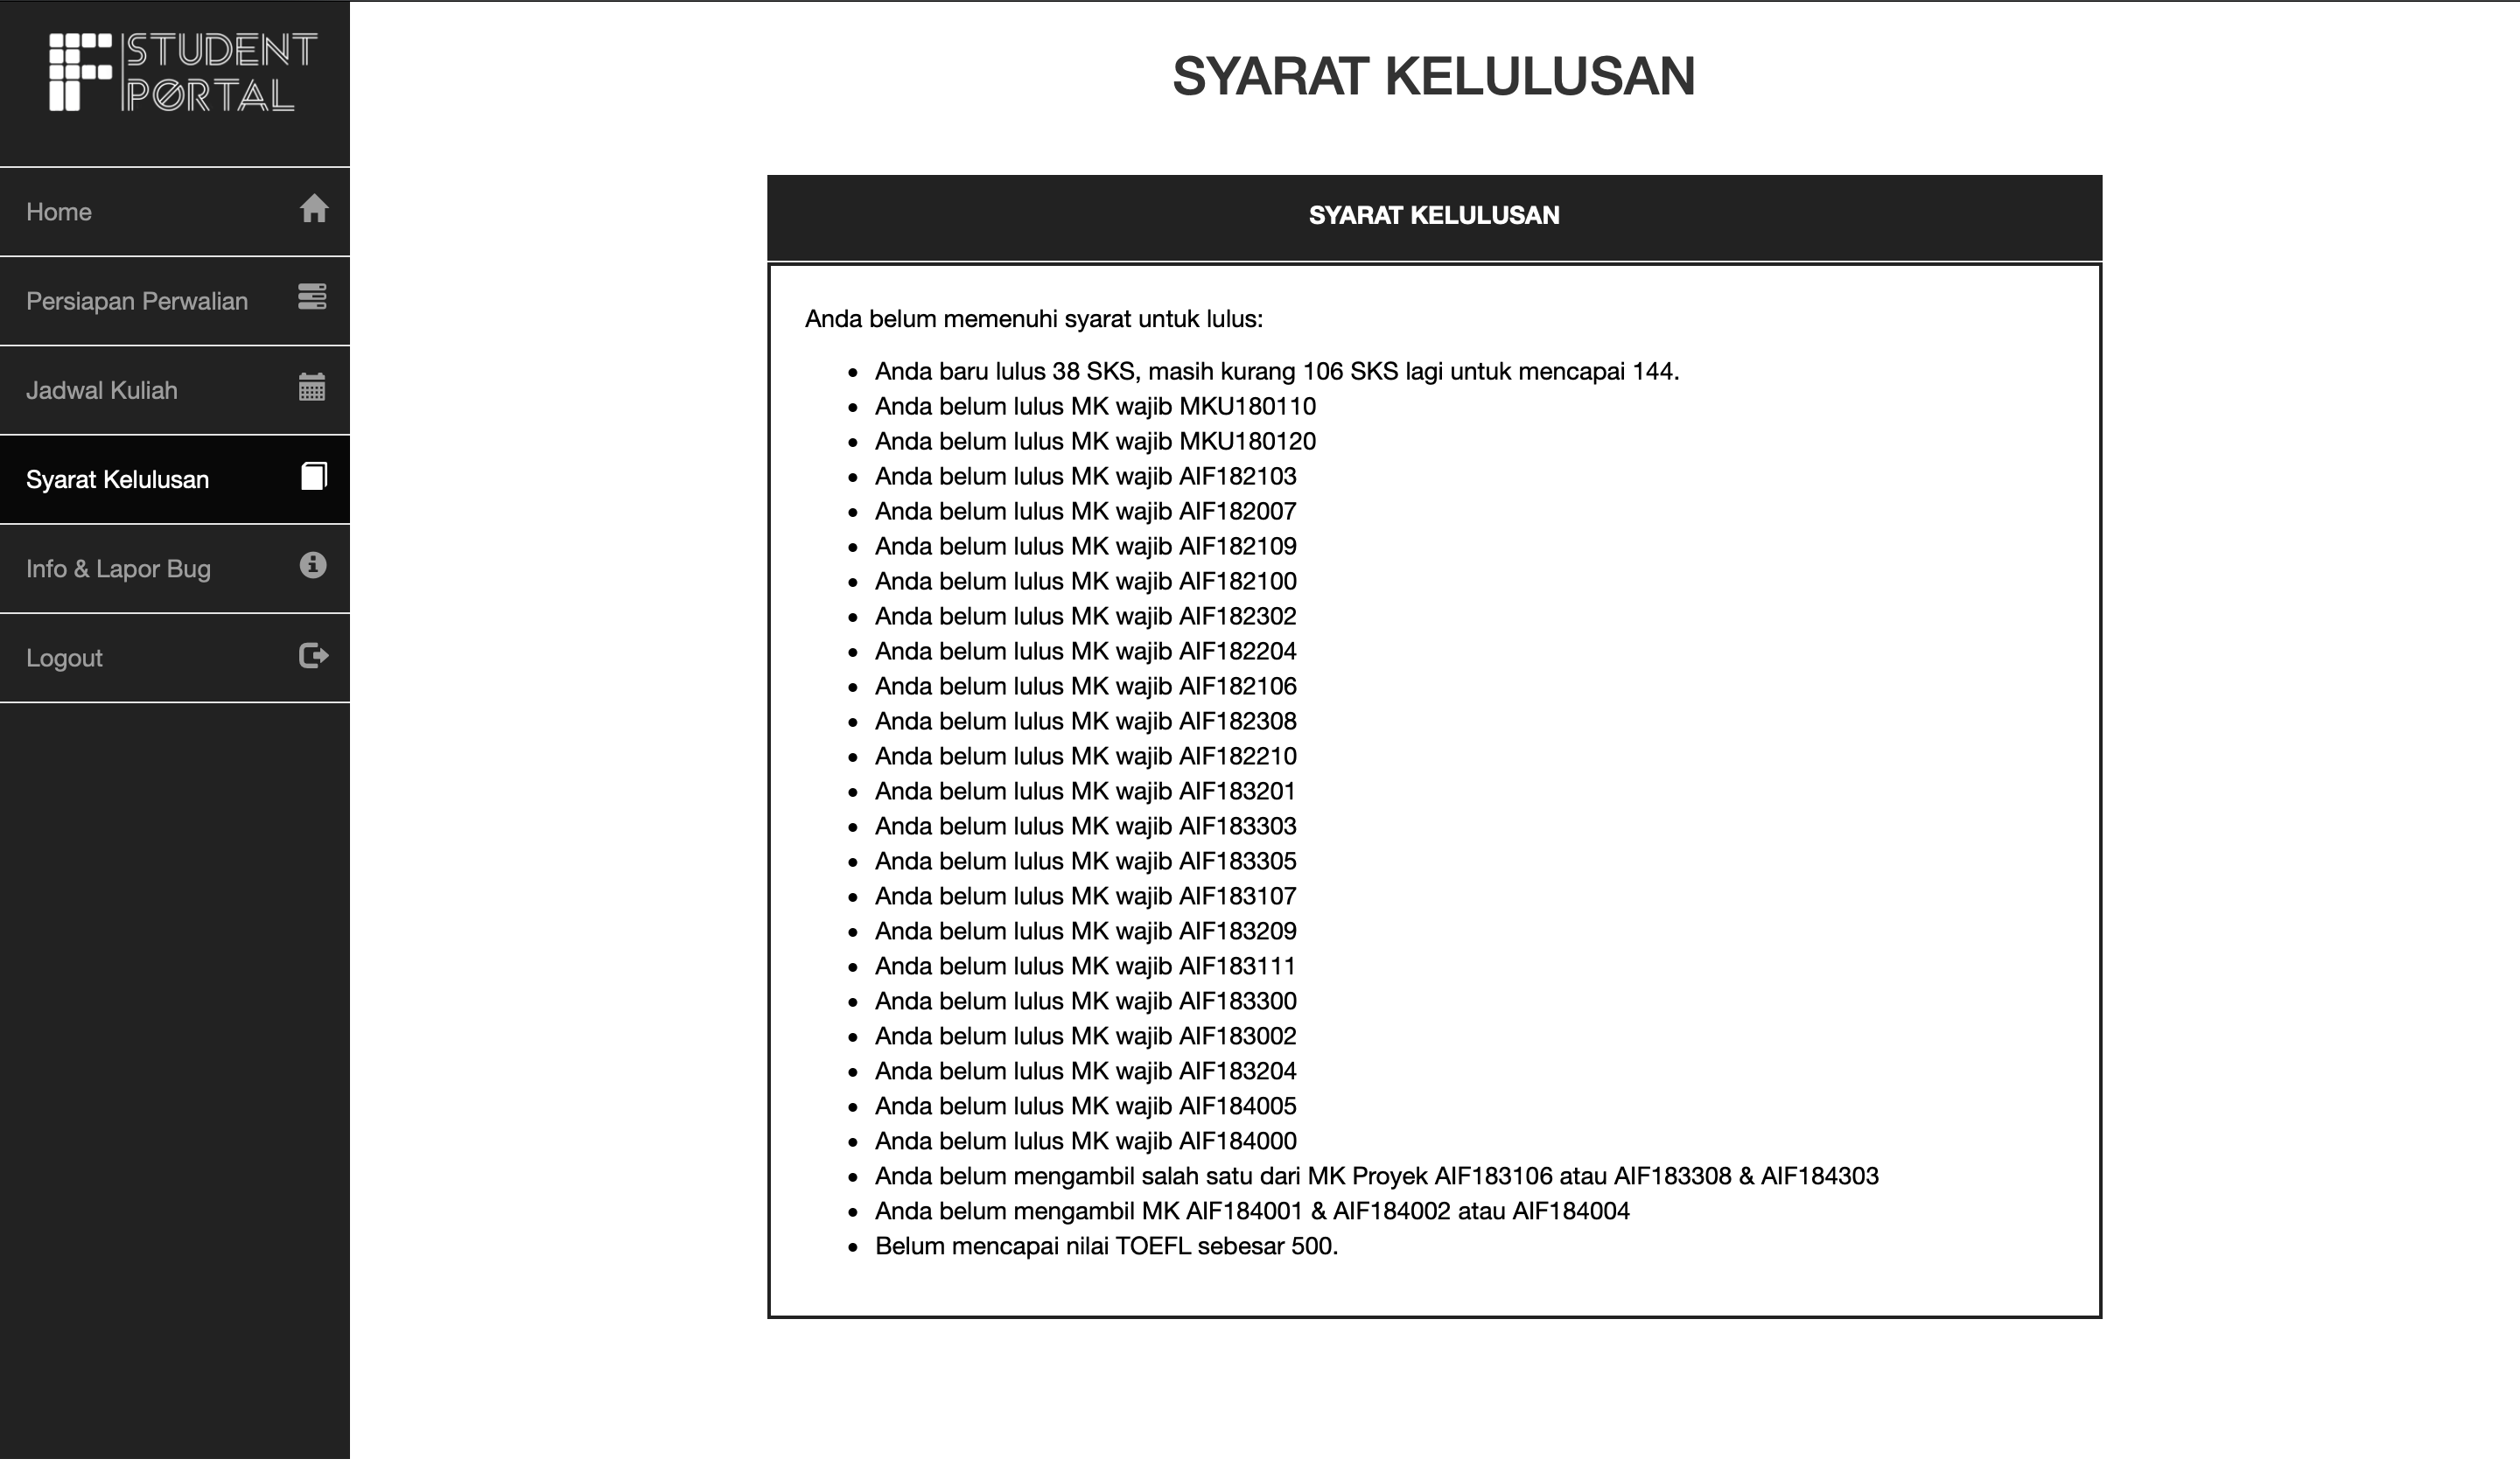 STUDENT
PØRTAL
Home
Persiapan Perwalian
Jadwal Kuliah
Syarat Kelulusan
Info & Lapor Bug
Logout
SYARAT KELULUSAN
SYARAT KELULUSAN
Anda belum memenuhi syarat untuk lulus:
• Anda baru lulus 38 SKS, masih kurang 106 SKS lagi untuk mencapai 144.
• Anda belum lulus MK wajib MKU180110
• Anda belum lulus MK wajib MKU180120
• Anda belum lulus MK wajib AIF182103
• Anda belum lulus MK wajib AIF182007
• Anda belum lulus MK wajib AIF182109
• Anda belum lulus MK wajib AIF182100
• Anda belum lulus MK wajib AIF182302
• Anda belum lulus MK wajib AIF182204
• Anda belum lulus MK wajib AIF182106
• Anda belum lulus MK wajib AIF182308
• Anda belum lulus MK wajib AIF182210
• Anda belum lulus MK wajib AIF183201
• Anda belum lulus MK wajib AIF183303
• Anda belum lulus MK wajib AIF183305
• Anda belum lulus MK wajib AIF183107
• Anda belum lulus MK wajib AIF183209
• Anda belum lulus MK wajib AIF183111
• Anda belum lulus MK wajib AIF183300
• Anda belum lulus MK wajib AIF183002
• Anda belum lulus MK wajib AIF183204
• Anda belum lulus MK wajib AIF184005
• Anda belum lulus MK wajib AIF184000
• Anda belum mengambil salah satu dari MK Proyek AIF183106 atau AIF183308 & AIF184303
• Anda belum mengambil MK AIF184001 & AIF184002 atau AIF184004
• Belum mencapai nilai TOEFL sebesar 500.